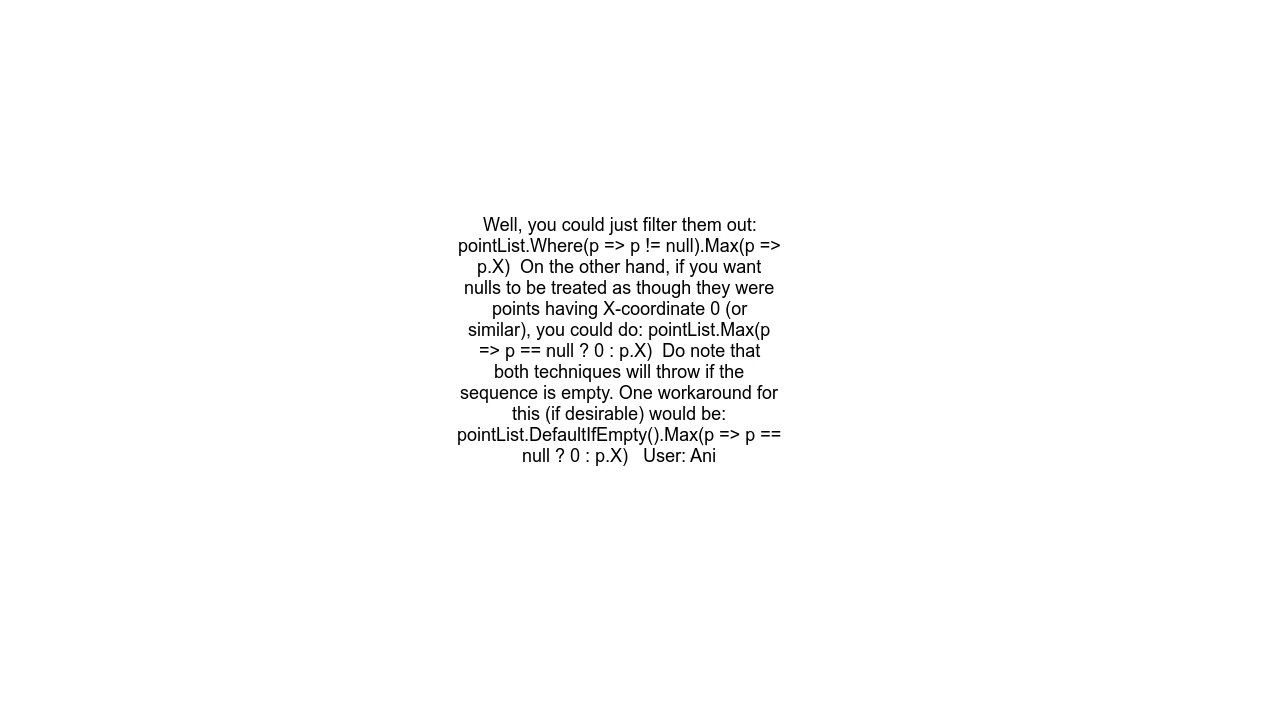 Well, you could just filter them out:
pointList.Where(p => p != null).Max(p =>
p.X)  On the other hand, if you want
nulls to be treated as though they were
points having X-coordinate 0 (or
similar), you could do: pointList.Max(p
=> p == null ? 0 : p.X)  Do note that
both techniques will throw if the
sequence is empty. One workaround for
this (if desirable) would be:
pointList.DefaultIfEmpty().Max(p => p ==
null ? 0 : p.X)   User: Ani